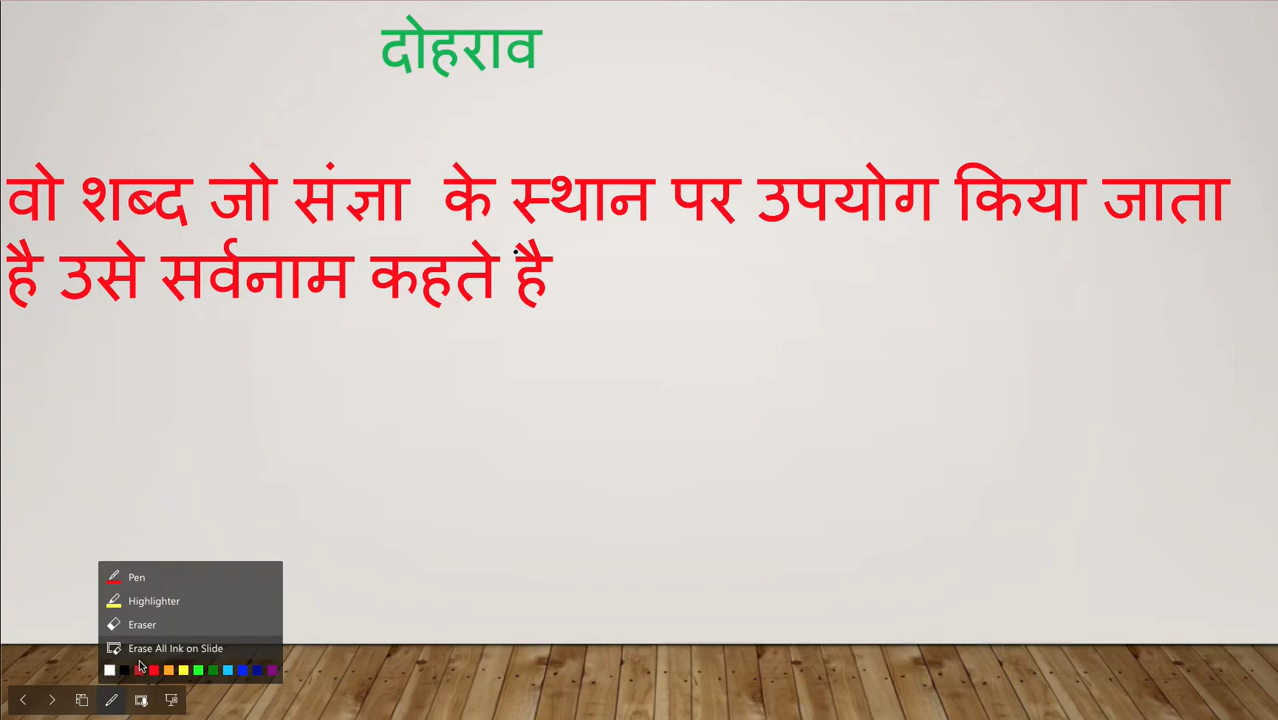 दोहराव
वो शब्द जो संज्ञा के स्थान पर उपयोग किया जाता
है उसे सर्वनाम कहते है
Pen
Highlighter
Eraser
Erase All Ink on Slide